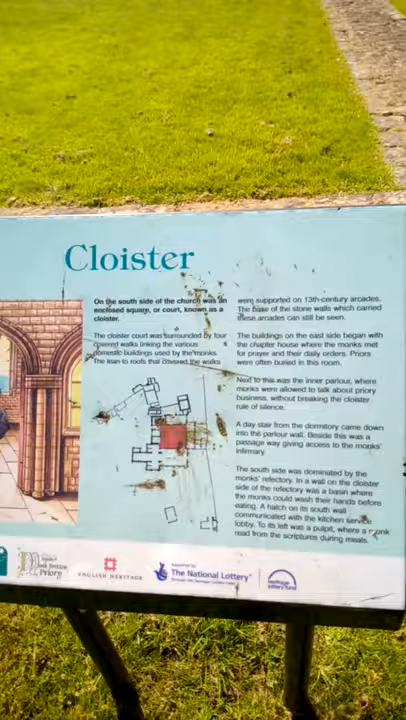 Cloister
On the south side of the church was an
enclosed square, or court, known as a
cloister.
The cloister court was surrounded by four
covered walks linking the various
domestic buildings used by the monks.
The lean-to roofs that covered the walks
were supported on 13th-century arcades.
The base of the stone walls which carried
these arcades can still be seen.
The buildings on the east side began with
the chapter house where the monks met
for prayer and their daily orders. Priors
were often buried in this room.
Next to this was the inner parlour, where
monks were allowed to talk about priory
business, without breaking the cloister
rule of silence.
A day stair from the dormitory came down
into the parlour wall. Beside this was a
passage way giving access to the monks'
infirmary.
The south side was dominated by the
monks' refectory. In a wall on the cloister
side of the refectory was a basin where
the monks could wash their hands before
eating. A hatch on its south wall
communicated with the kitchen service
lobby. To its left was a pulpit, where a monk
read from the scriptures during meals.
Priory
ENGLISH HERITAGE
The National Lottery
through the Heritage Lottery Fund
heritage
lottery fund